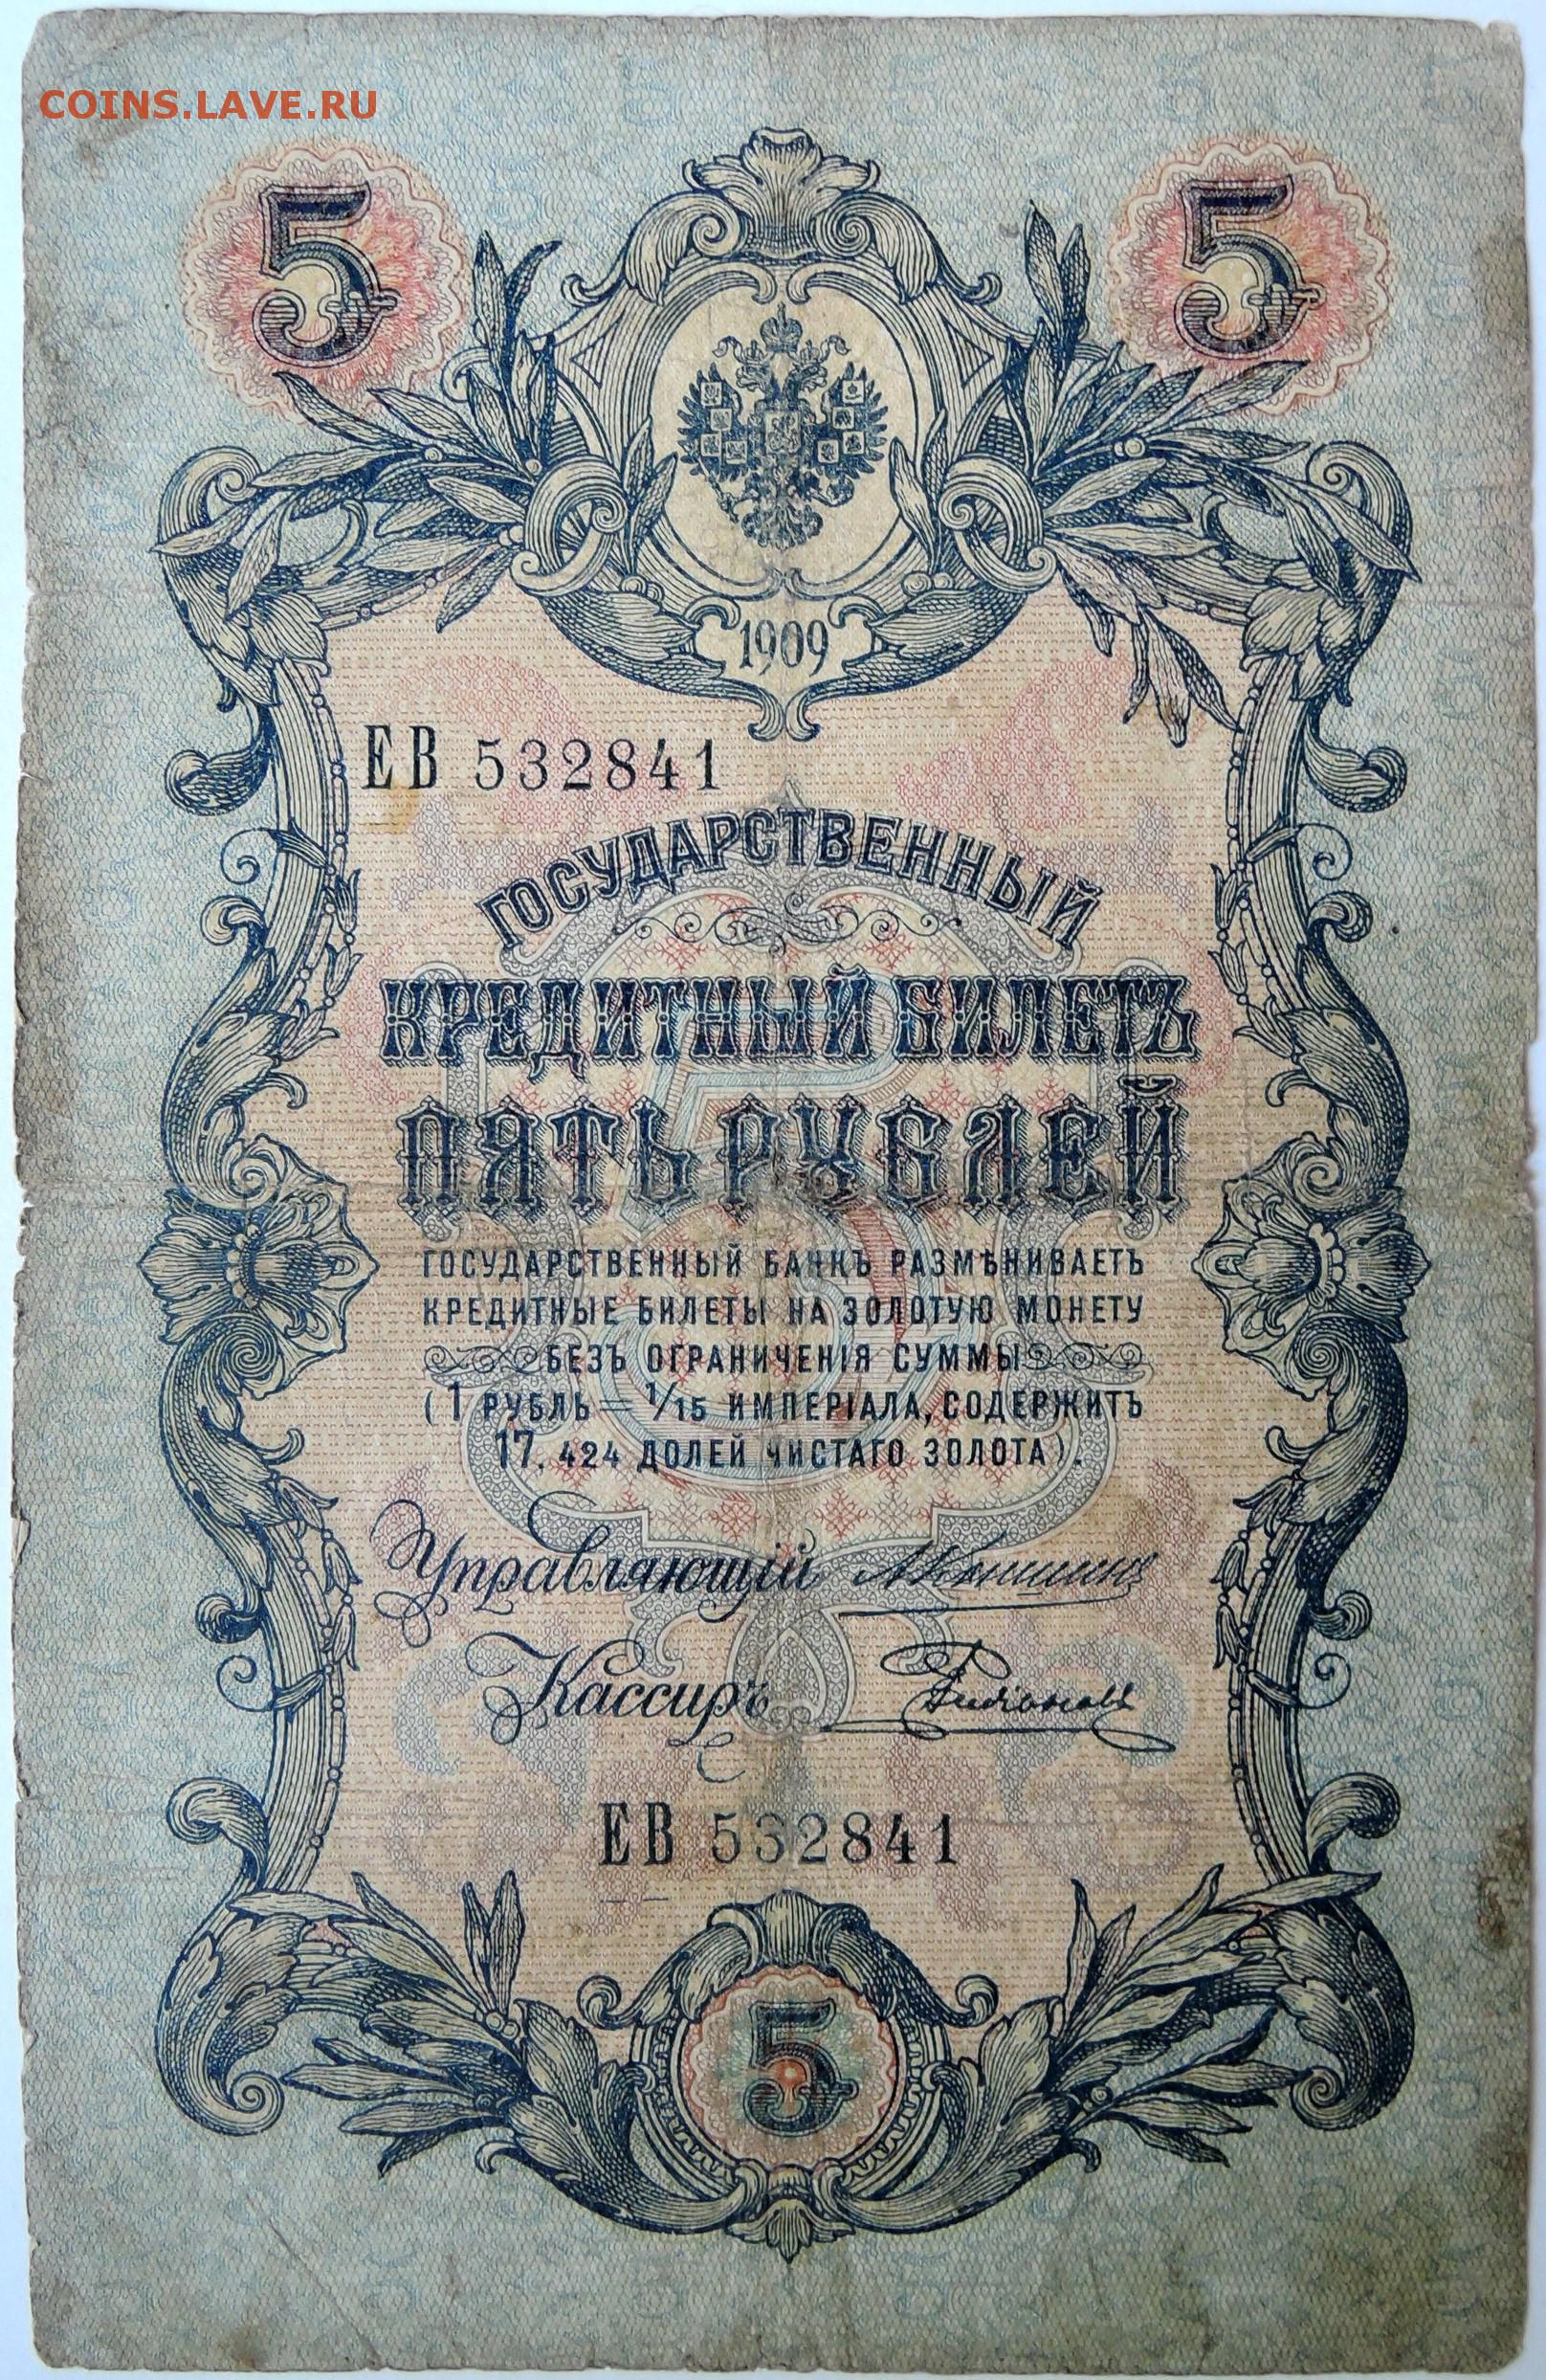 COINS.LAVE.RU
5 5
1909
ЕВ 532841
ГОСУДАРСТВЕННЫЙ
КРЕДИТНЫЙ БИЛЕТЪ
ПЯТЬ РУБЛЕЙ
ГОСУДАРСТВЕННЫЙ БАНКЪ РАЗМѢНИВАЕТЪ
КРЕДИТНЫЕ БИЛЕТЫ НА ЗОЛОТУЮ МОНЕТУ
БЕЗЪ ОГРАНИЧЕНІЯ СУММЫ
(1 РУБЛЬ = 1/15 ИМПЕРІАЛА, СОДЕРЖИТЪ
17,424 ДОЛЕЙ ЧИСТАГО ЗОЛОТА).
Управляющій АКоншинъ
Кассиръ
ЕВ 532841
5